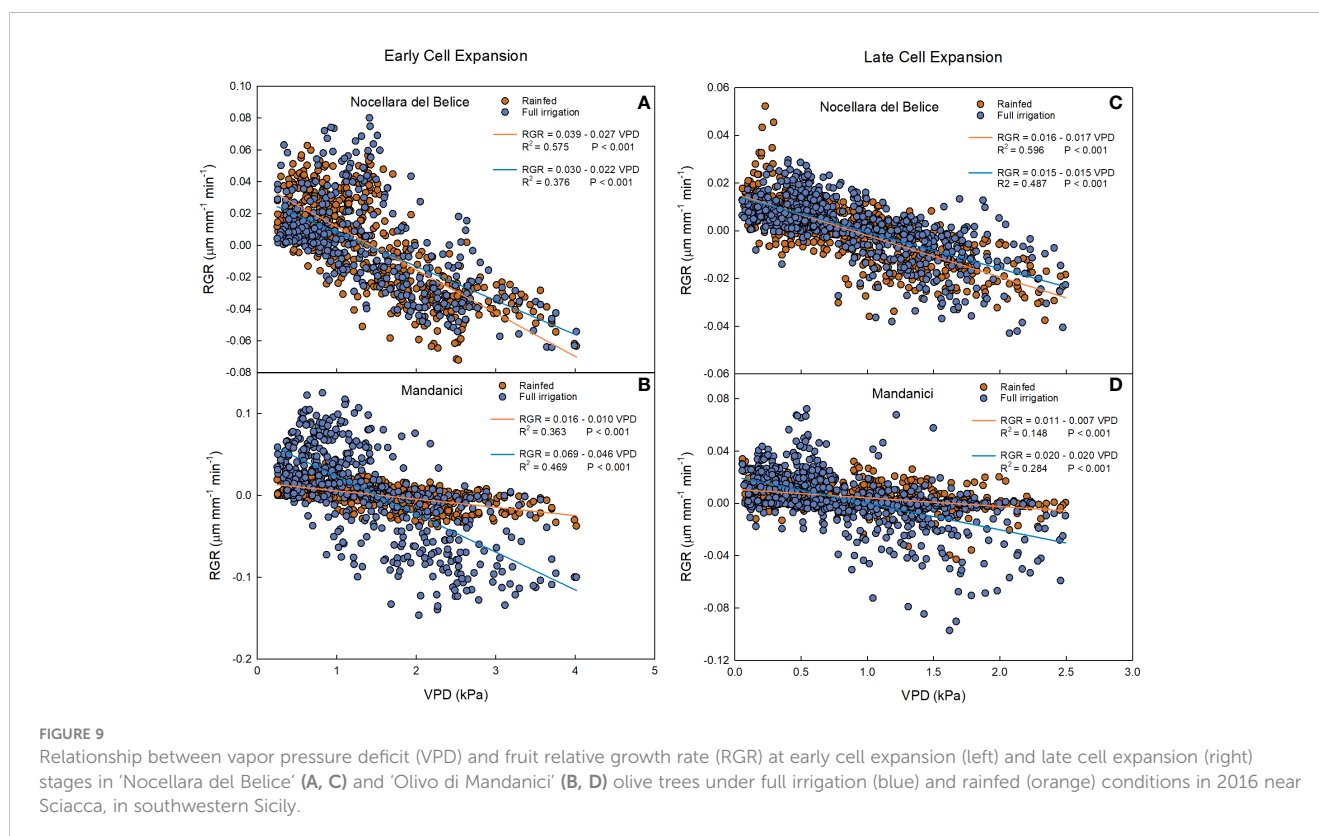 Early Cell Expansion
Late Cell Expansion
0.10
0.08
0.06
0.04
0.02
0.00
-0.02
-0.04
-0.06
-0.08
RGR (μm mm⁻¹ min⁻¹)
Nocellara del Belice
Rainfed
Full irrigation
A
RGR = 0.039 - 0.027 VPD
R² = 0.575 P < 0.001
RGR = 0.030 - 0.022 VPD
R² = 0.376 P < 0.001
0.06
0.04
0.02
0.00
-0.02
-0.04
-0.06
RGR (μm mm⁻¹ min⁻¹)
Nocellara del Belice
Rainfed
Full irrigation
C
RGR = 0.016 - 0.017 VPD
R² = 0.596 P < 0.001
RGR = 0.015 - 0.015 VPD
R2 = 0.487 P < 0.001
0.1
0.0
-0.1
-0.2
RGR (μm mm⁻¹ min⁻¹)
Mandanici
Rainfed
Full irrigation
B
RGR = 0.016 - 0.010 VPD
R² = 0.363 P < 0.001
RGR = 0.069 - 0.046 VPD
R² = 0.469 P < 0.001
0 1 2 3 4 5
VPD (kPa)
0.08
0.04
0.00
-0.04
-0.08
-0.12
RGR (μm mm⁻¹ min⁻¹)
Mandanici
Rainfed
Full irrigation
D
RGR = 0.011 - 0.007 VPD
R² = 0.148 P < 0.001
RGR = 0.020 - 0.020 VPD
R² = 0.284 P < 0.001
0.0 0.5 1.0 1.5 2.0 2.5 3.0
VPD (kPa)
FIGURE 9
Relationship between vapor pressure deficit (VPD) and fruit relative growth rate (RGR) at early cell expansion (left) and late cell expansion (right)
stages in ‘Nocellara del Belice’ (A, C) and ‘Olivo di Mandanici’ (B, D) olive trees under full irrigation (blue) and rainfed (orange) conditions in 2016 near
Sciacca, in southwestern Sicily.